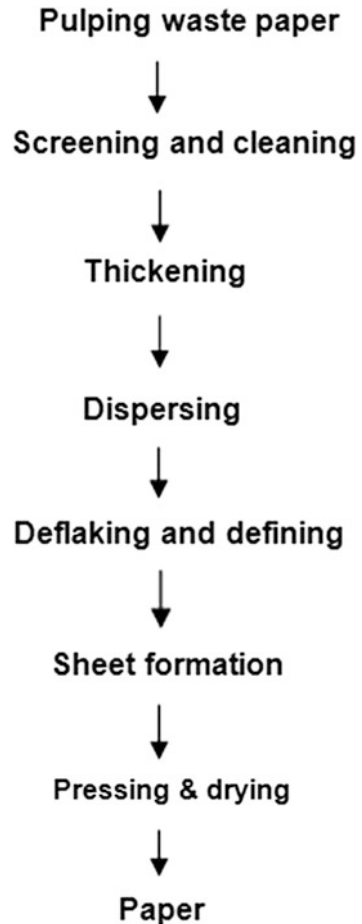 Pulping waste paper
Screening and cleaning
Thickening
Dispersing
Deflaking and defining
Sheet formation
Pressing & drying
Paper